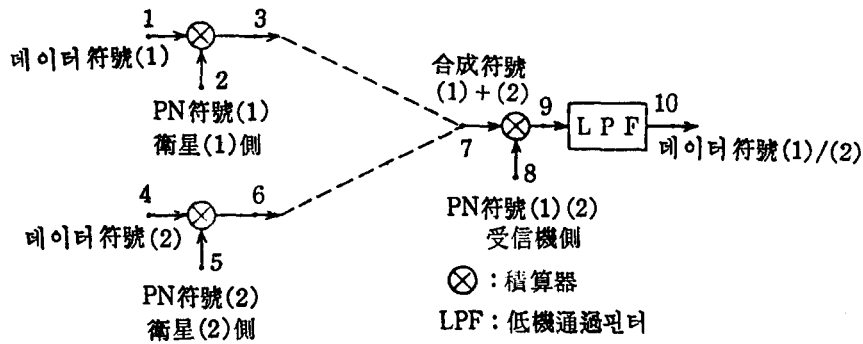 1
3
데이터 符號(1)
2
PN符號(1)
衛星(1)側
4
6
데이터 符號(2)
5
PN符號(2)
衛星(2)側
合成符號
(1)+(2)
7
9
8
PN符號(1)(2)
受信機側
LPF
10
데이터 符號(1)/(2)
⊗:積算器
LPF:低機通過핀터